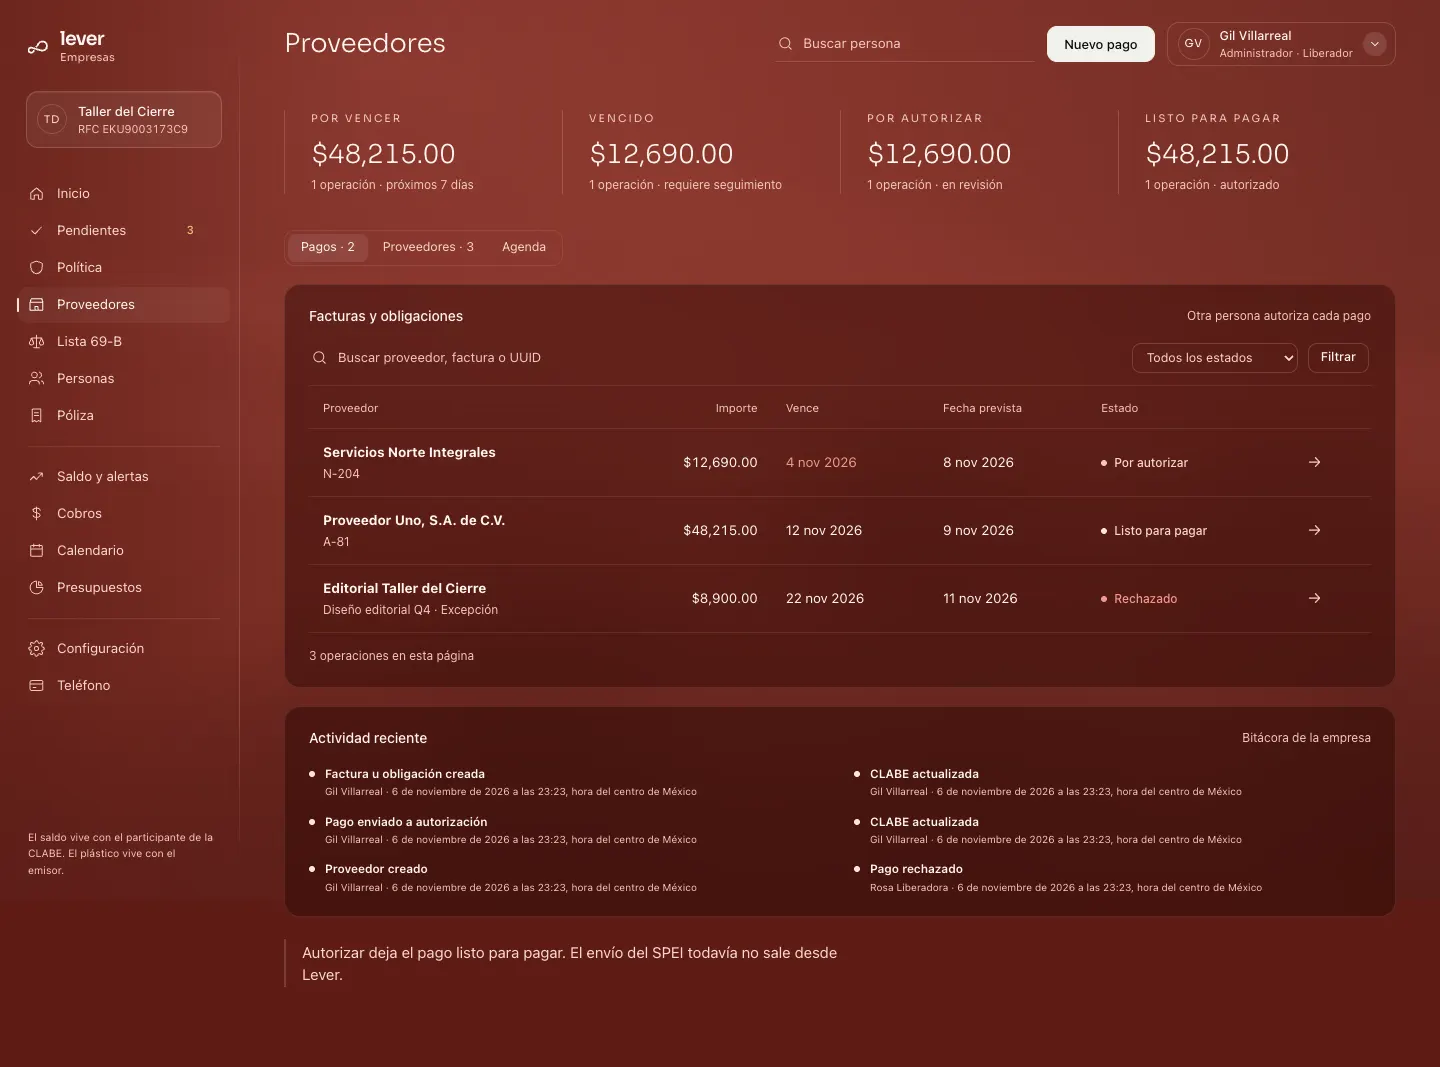 lever
Empresas
TD
Taller del Cierre
RFC EKU9003173C9
Inicio
Pendientes 3
Política
Proveedores
Lista 69-B
Personas
Póliza
Saldo y alertas
Cobros
Calendario
Presupuestos
Configuración
Teléfono
El saldo vive con el participante de la
CLABE. El plástico vive con el
emisor.
Proveedores
Buscar persona
Nuevo pago
GV
Gil Villarreal
Administrador · Liberador
POR VENCER
$48,215.00
1 operación · próximos 7 días
VENCIDO
$12,690.00
1 operación · requiere seguimiento
POR AUTORIZAR
$12,690.00
1 operación · en revisión
LISTO PARA PAGAR
$48,215.00
1 operación · autorizado
Pagos · 2 Proveedores · 3 Agenda
Facturas y obligaciones
Otra persona autoriza cada pago
Buscar proveedor, factura o UUID
Todos los estados
Filtrar
Proveedor Importe Vence Fecha prevista Estado
Servicios Norte Integrales
N-204
$12,690.00 4 nov 2026 8 nov 2026 Por autorizar
Proveedor Uno, S.A. de C.V.
A-81
$48,215.00 12 nov 2026 9 nov 2026 Listo para pagar
Editorial Taller del Cierre
Diseño editorial Q4 · Excepción
$8,900.00 22 nov 2026 11 nov 2026 Rechazado
3 operaciones en esta página
Actividad reciente
Bitácora de la empresa
Factura u obligación creada
Gil Villarreal · 6 de noviembre de 2026 a las 23:23, hora del centro de México
Pago enviado a autorización
Gil Villarreal · 6 de noviembre de 2026 a las 23:23, hora del centro de México
Proveedor creado
Gil Villarreal · 6 de noviembre de 2026 a las 23:23, hora del centro de México
CLABE actualizada
Gil Villarreal · 6 de noviembre de 2026 a las 23:23, hora del centro de México
CLABE actualizada
Gil Villarreal · 6 de noviembre de 2026 a las 23:23, hora del centro de México
Pago rechazado
Rosa Liberadora · 6 de noviembre de 2026 a las 23:23, hora del centro de México
Autorizar deja el pago listo para pagar. El envío del SPEI todavía no sale desde
Lever.